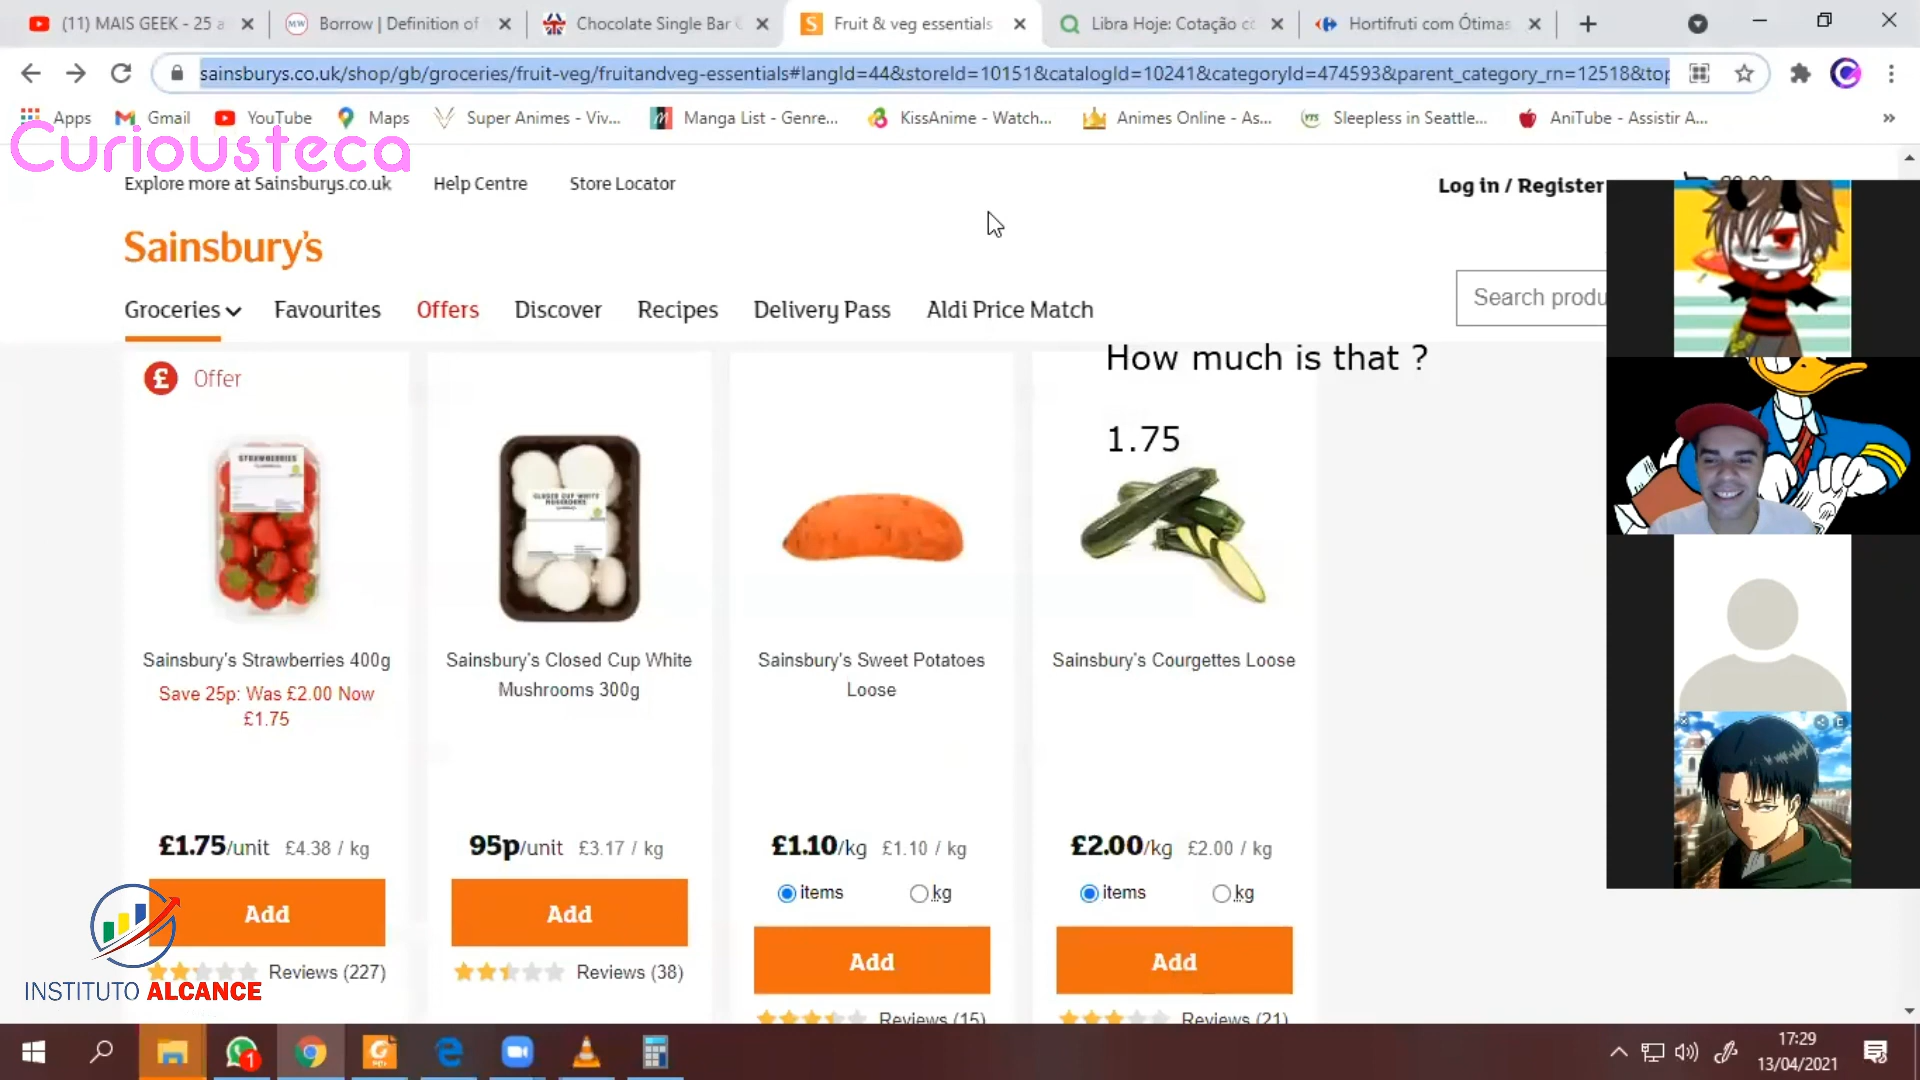 (11) MAIS GEEK - 25 a
Borrow | Definition of
Chocolate Single Bar
Fruit & veg essentials
Libra Hoje: Cotação co
Hortifruti com Ótimas
sainsburys.co.uk/shop/gb/groceries/fruit-veg/fruitandveg-essentials#langId=44&storeId=10151&catalogId=10241&categoryId=474593&parent_category_rn=12518&top
Apps
Gmail
YouTube
Maps
Super Animes - Viv...
Manga List - Genre...
KissAnime - Watch...
Animes Online - As...
Sleepless in Seattle...
AniTube - Assistir A...
»
Curiousteca
Explore more at Sainsburys.co.uk
Help Centre
Store Locator
Log in / Register
Sainsbury's
Search produ
Groceries
Favourites
Offers
Discover
Recipes
Delivery Pass
Aldi Price Match
How much is that ?
1.75
£ Offer
STRAWBERRIES
CLOSED CUP WHITE
MUSHROOMS
Sainsbury's Strawberries 400g
Save 25p: Was £2.00 Now
£1.75
Sainsbury's Closed Cup White
Mushrooms 300g
Sainsbury's Sweet Potatoes
Loose
Sainsbury's Courgettes Loose
£1.75/unit £4.38 / kg
95p/unit £3.17 / kg
£1.10/kg £1.10 / kg
£2.00/kg £2.00 / kg
items
kg
items
kg
Add
Add
Add
Add
Reviews (227)
Reviews (38)
Reviews (15)
Reviews (21)
INSTITUTO ALCANCE
1
17:29
13/04/2021